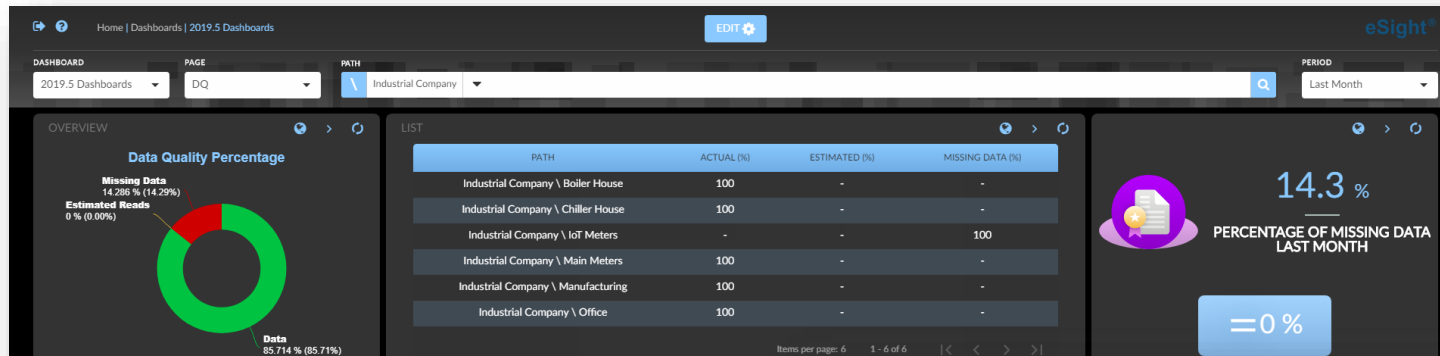 Home | Dashboards | 2019.5 Dashboards
EDIT
eSight®
DASHBOARD
PAGE
PATH
PERIOD
2019.5 Dashboards
DQ
\ Industrial Company
Last Month
OVERVIEW
Data Quality Percentage
Missing Data
14.286 % (14.29%)
Estimated Reads
0 % (0.00%)
Data
85.714 % (85.71%)
LIST
PATH ACTUAL (%) ESTIMATED (%) MISSING DATA (%)
Industrial Company \ Boiler House 100 - -
Industrial Company \ Chiller House 100 - -
Industrial Company \ IoT Meters - - 100
Industrial Company \ Main Meters 100 - -
Industrial Company \ Manufacturing 100 - -
Industrial Company \ Office 100 - -
Items per page: 6 1 - 6 of 6
14.3 %
PERCENTAGE OF MISSING DATA
LAST MONTH
=0 %